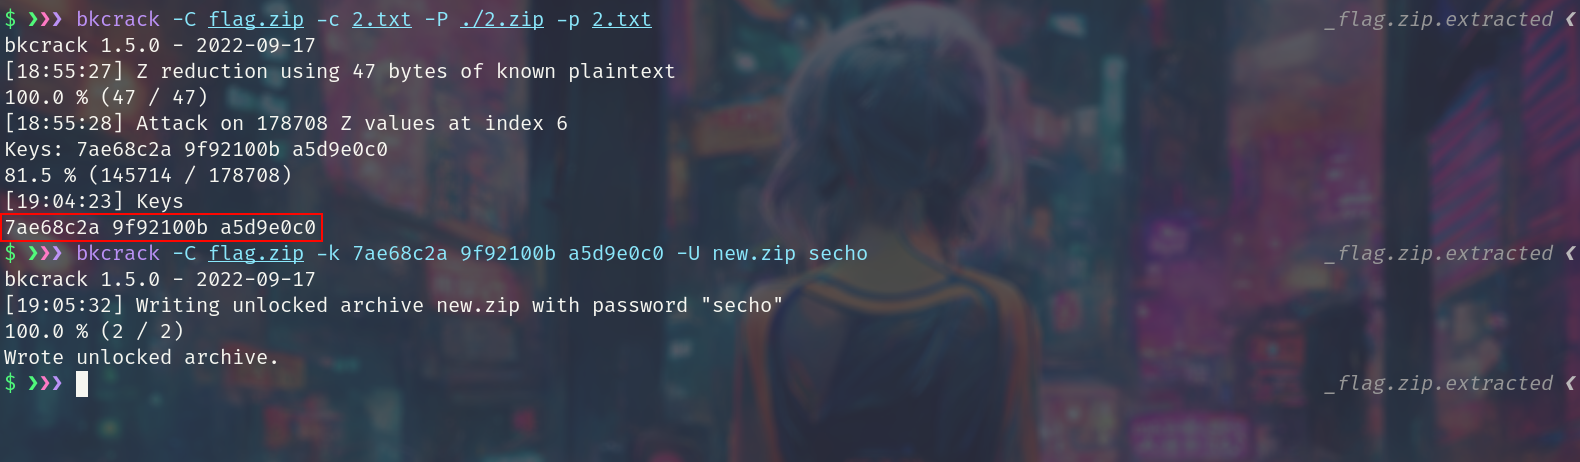 $ ❯❯❯ bkcrack -C flag.zip -c 2.txt -P ./2.zip -p 2.txt _flag.zip.extracted ❮
bkcrack 1.5.0 - 2022-09-17
[18:55:27] Z reduction using 47 bytes of known plaintext
100.0 % (47 / 47)
[18:55:28] Attack on 178708 Z values at index 6
Keys: 7ae68c2a 9f92100b a5d9e0c0
81.5 % (145714 / 178708)
[19:04:23] Keys
7ae68c2a 9f92100b a5d9e0c0
$ ❯❯❯ bkcrack -C flag.zip -k 7ae68c2a 9f92100b a5d9e0c0 -U new.zip secho _flag.zip.extracted ❮
bkcrack 1.5.0 - 2022-09-17
[19:05:32] Writing unlocked archive new.zip with password "secho"
100.0 % (2 / 2)
Wrote unlocked archive.
$ ❯❯❯ _flag.zip.extracted ❮